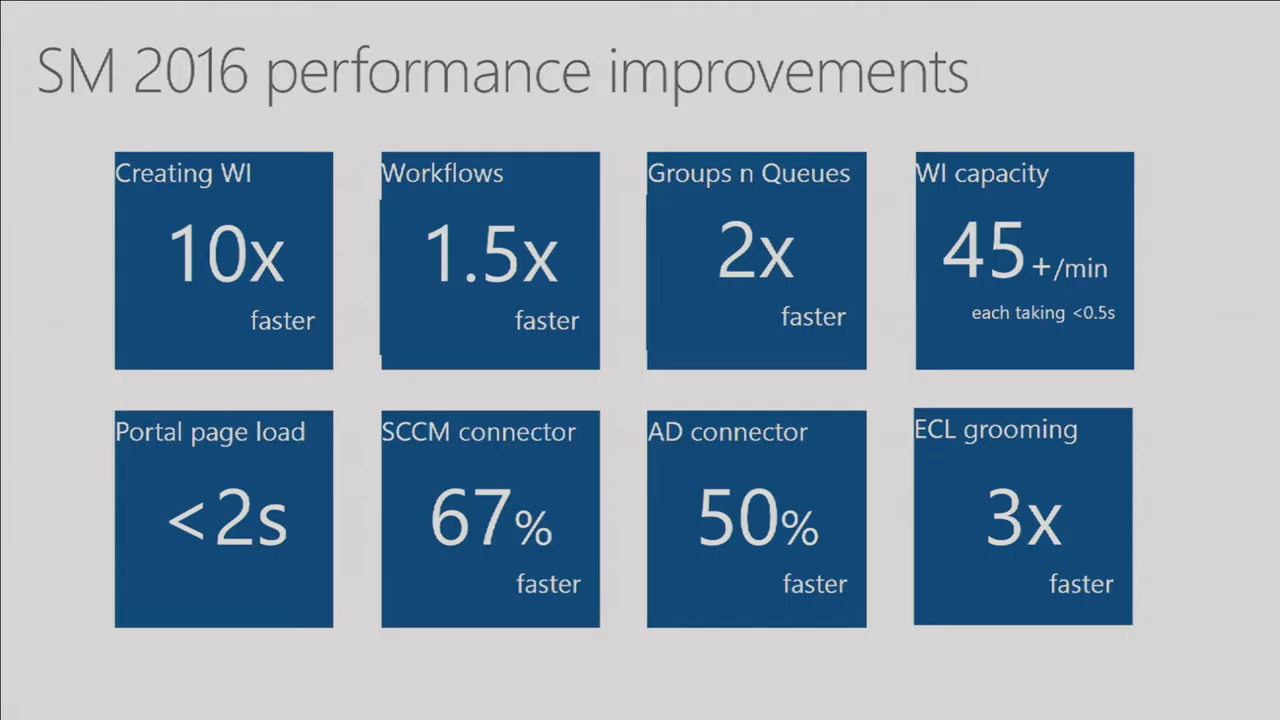 SM 2016 performance improvements
Creating WI
10x
faster
Workflows
1.5x
faster
Groups n Queues
2x
faster
WI capacity
45+/min
each taking <0.5s
Portal page load
<2s
SCCM connector
67%
faster
AD connector
50%
faster
ECL grooming
3x
faster